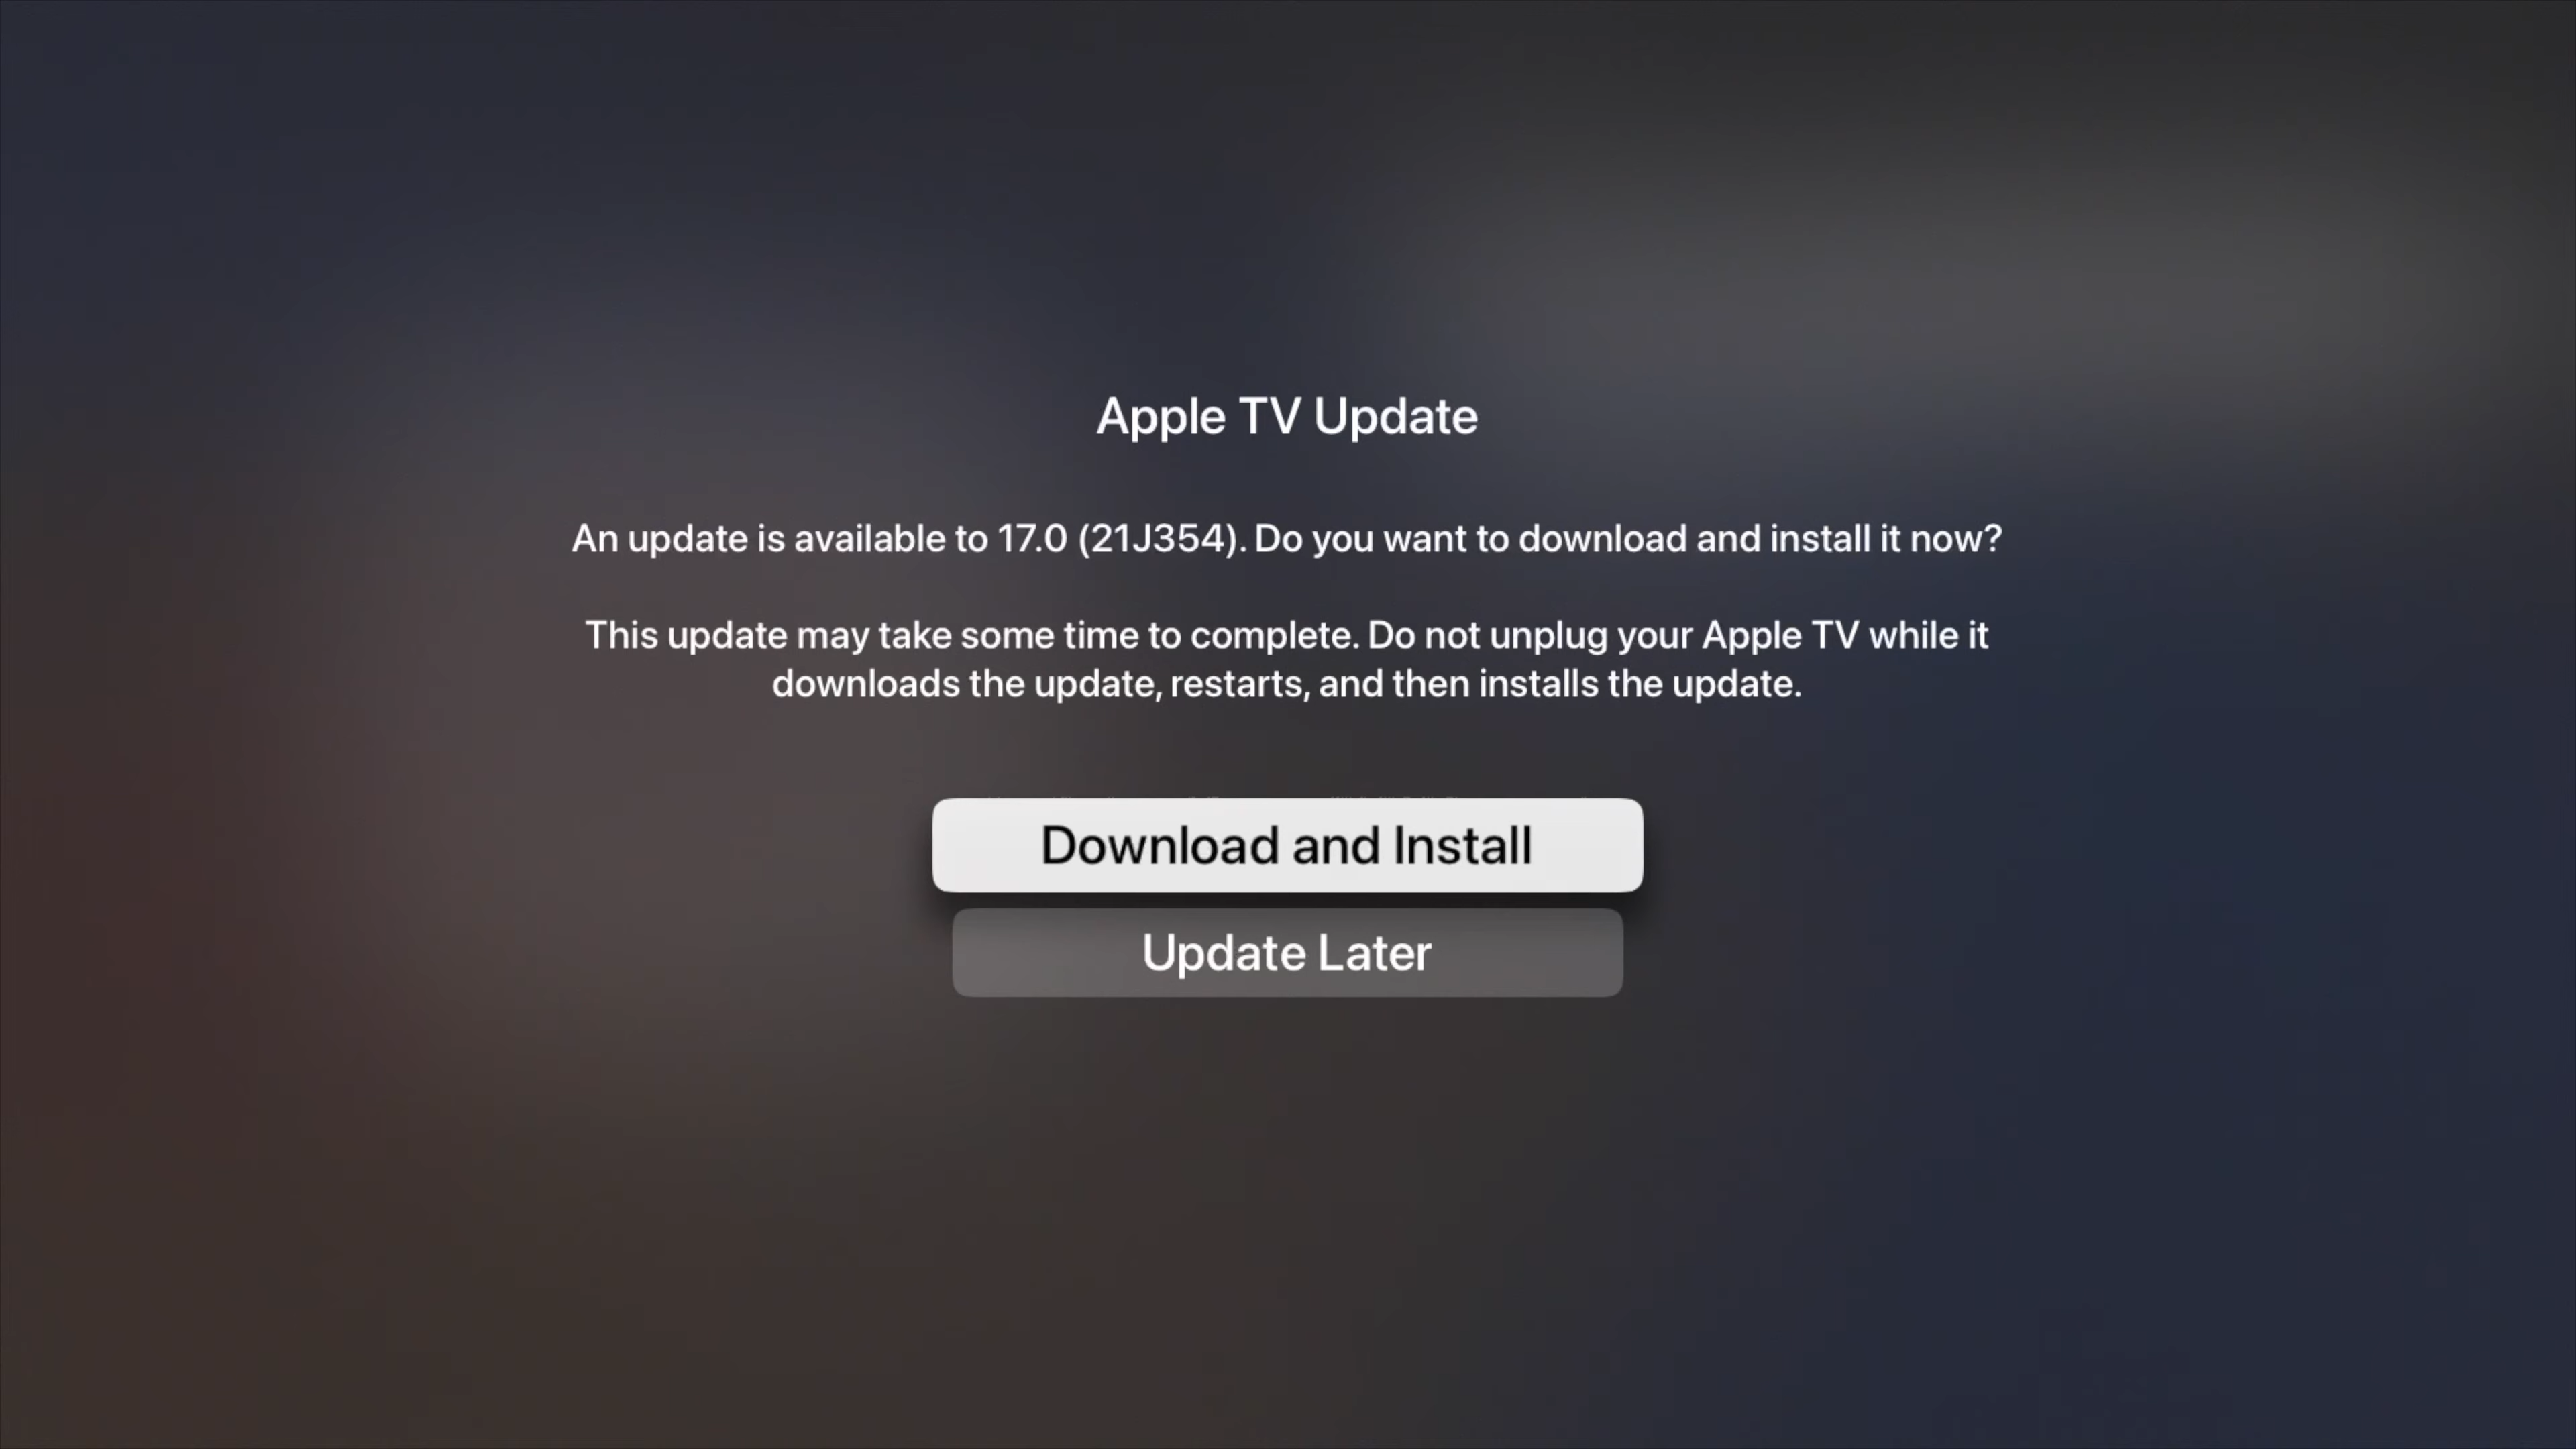 Apple TV Update
An update is available to 17.0 (21J354). Do you want to download and install it now?
This update may take some time to complete. Do not unplug your Apple TV while it
downloads the update, restarts, and then installs the update.
Download and Install
Update Later